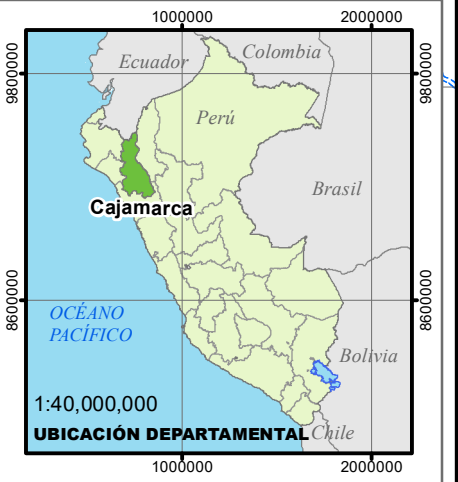 1000000 2000000
9800000 9800000
Ecuador
Colombia
Perú
Cajamarca
Brasil
8600000 8600000
OCÉANO
PACÍFICO
Bolivia
1:40,000,000
UBICACIÓN DEPARTAMENTAL
Chile
1000000 2000000